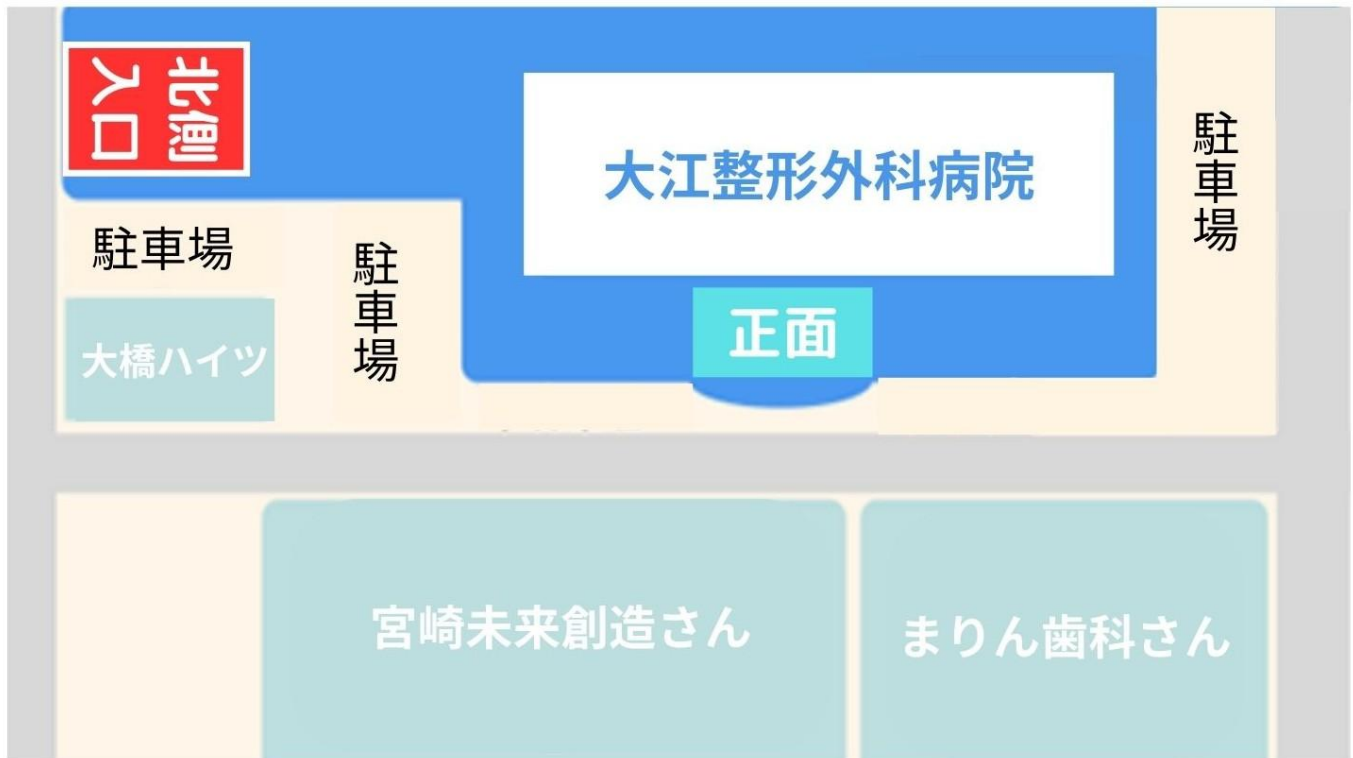 北側
入口
大江整形外科病院
駐車場
駐車場
駐車場
正面
大橋ハイツ
宮崎未来創造さん
まりん歯科さん